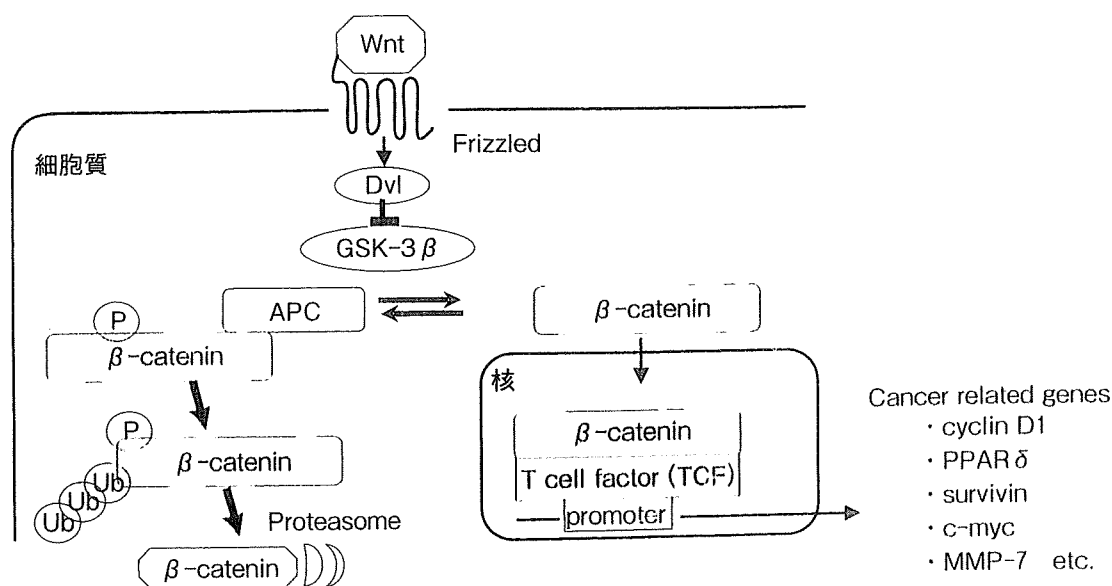 Wnt
Frizzled
細胞質
Dvl
GSK-3β
APC
β-catenin
P
β-catenin
核
Cancer related genes
・cyclin D1
・PPARδ
・survivin
・c-myc
・MMP-7 etc.
β-catenin
T cell factor (TCF)
promoter
P
β-catenin
Ub
Ub
Ub
Proteasome
β-catenin